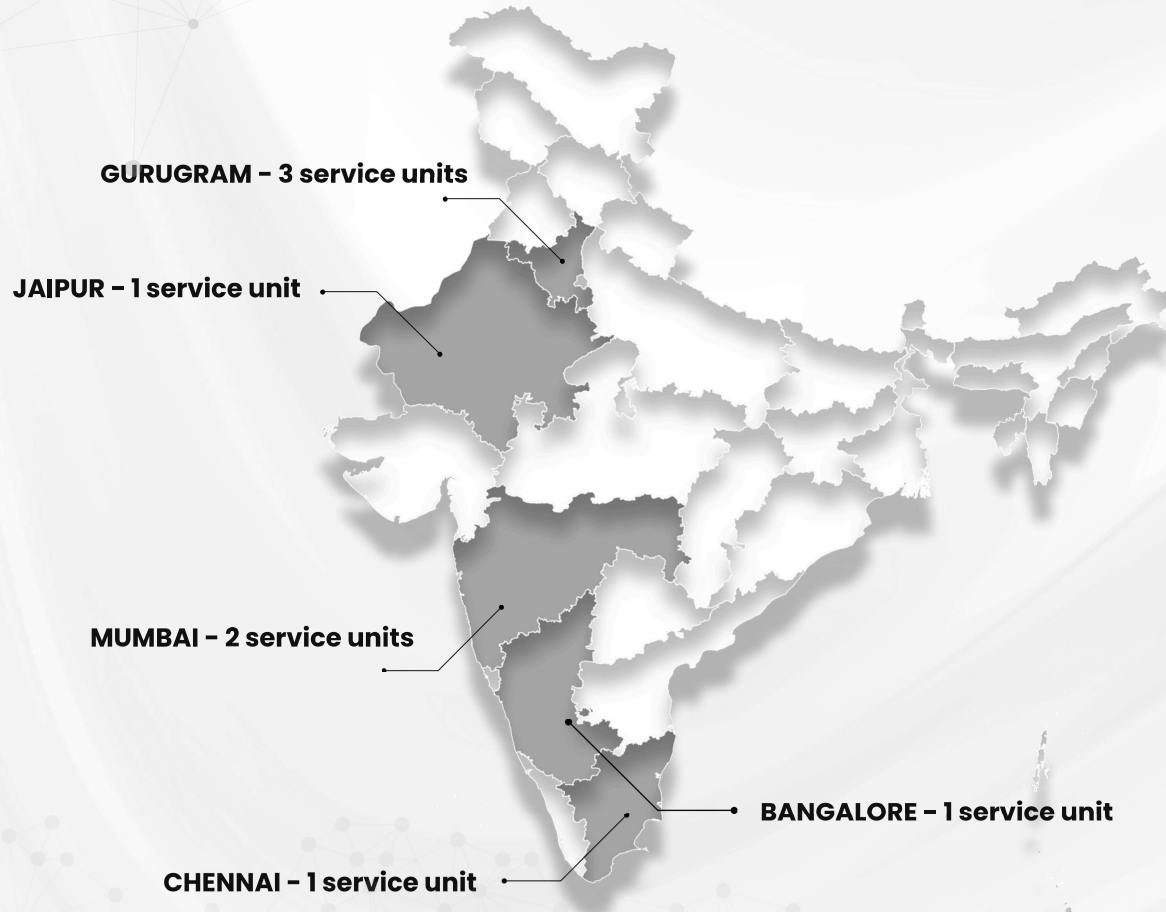 GURUGRAM – 3 service units
JAIPUR – 1 service unit
MUMBAI – 2 service units
BANGALORE – 1 service unit
CHENNAI – 1 service unit